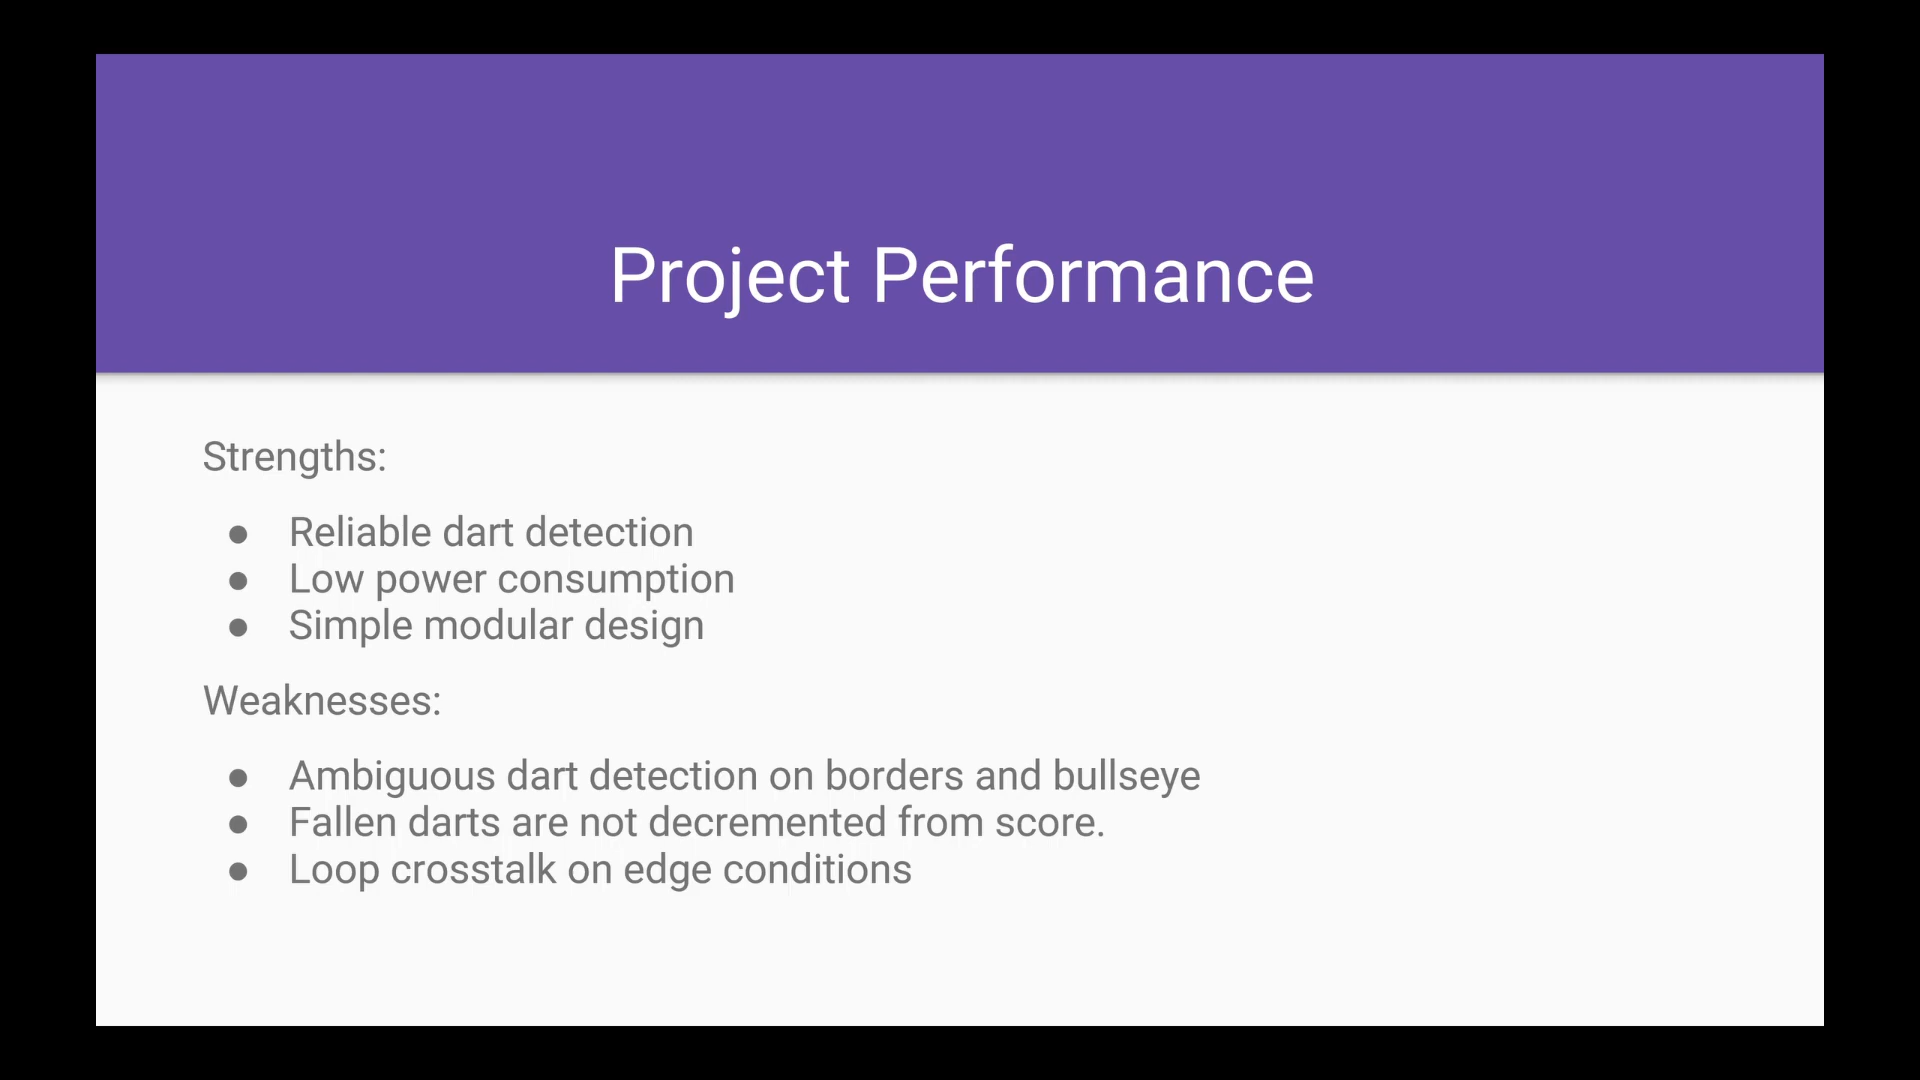 Project Performance
Strengths:
● Reliable dart detection
● Low power consumption
● Simple modular design
Weaknesses:
● Ambiguous dart detection on borders and bullseye
● Fallen darts are not decremented from score.
● Loop crosstalk on edge conditions